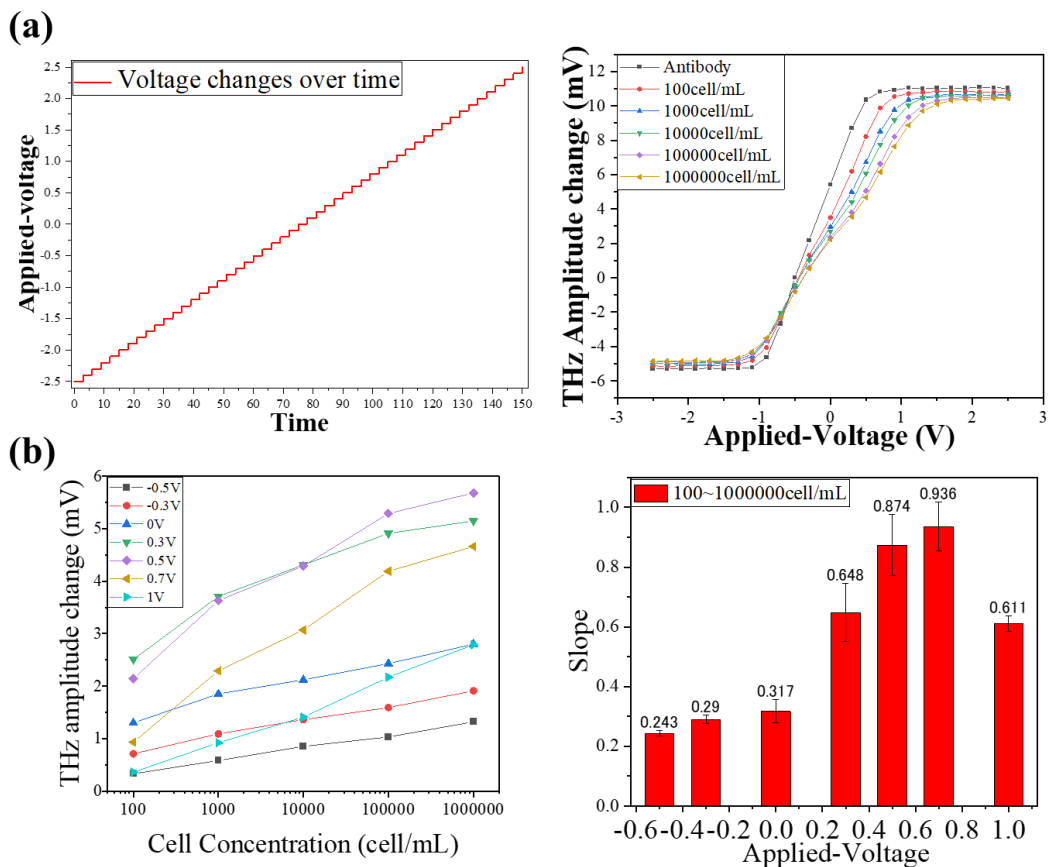 (a)
Voltage changes over time
Applied-voltage
2.5
2.0
1.5
1.0
0.5
0.0
-0.5
-1.0
-1.5
-2.0
-2.5
0 10 20 30 40 50 60 70 80 90 100 110 120 130 140 150
Time
THz Amplitude change (mV)
12
10
8
6
4
2
0
-2
-4
-6
Antibody
100cell/mL
1000cell/mL
10000cell/mL
100000cell/mL
1000000cell/mL
-3 -2 -1 0 1 2 3
Applied-Voltage (V)
(b)
THz amplitude change (mV)
6
5
4
3
2
1
0
-0.5V
-0.3V
0V
0.3V
0.5V
0.7V
1V
100 1000 10000 100000 1000000
Cell Concentration (cell/mL)
Slope
1.0
0.8
0.6
0.4
0.2
0.0
100~1000000cell/mL
0.243
0.29
0.317
0.648
0.874
0.936
0.611
-0.6 -0.4 -0.2 0.0 0.2 0.4 0.6 0.8 1.0
Applied-Voltage